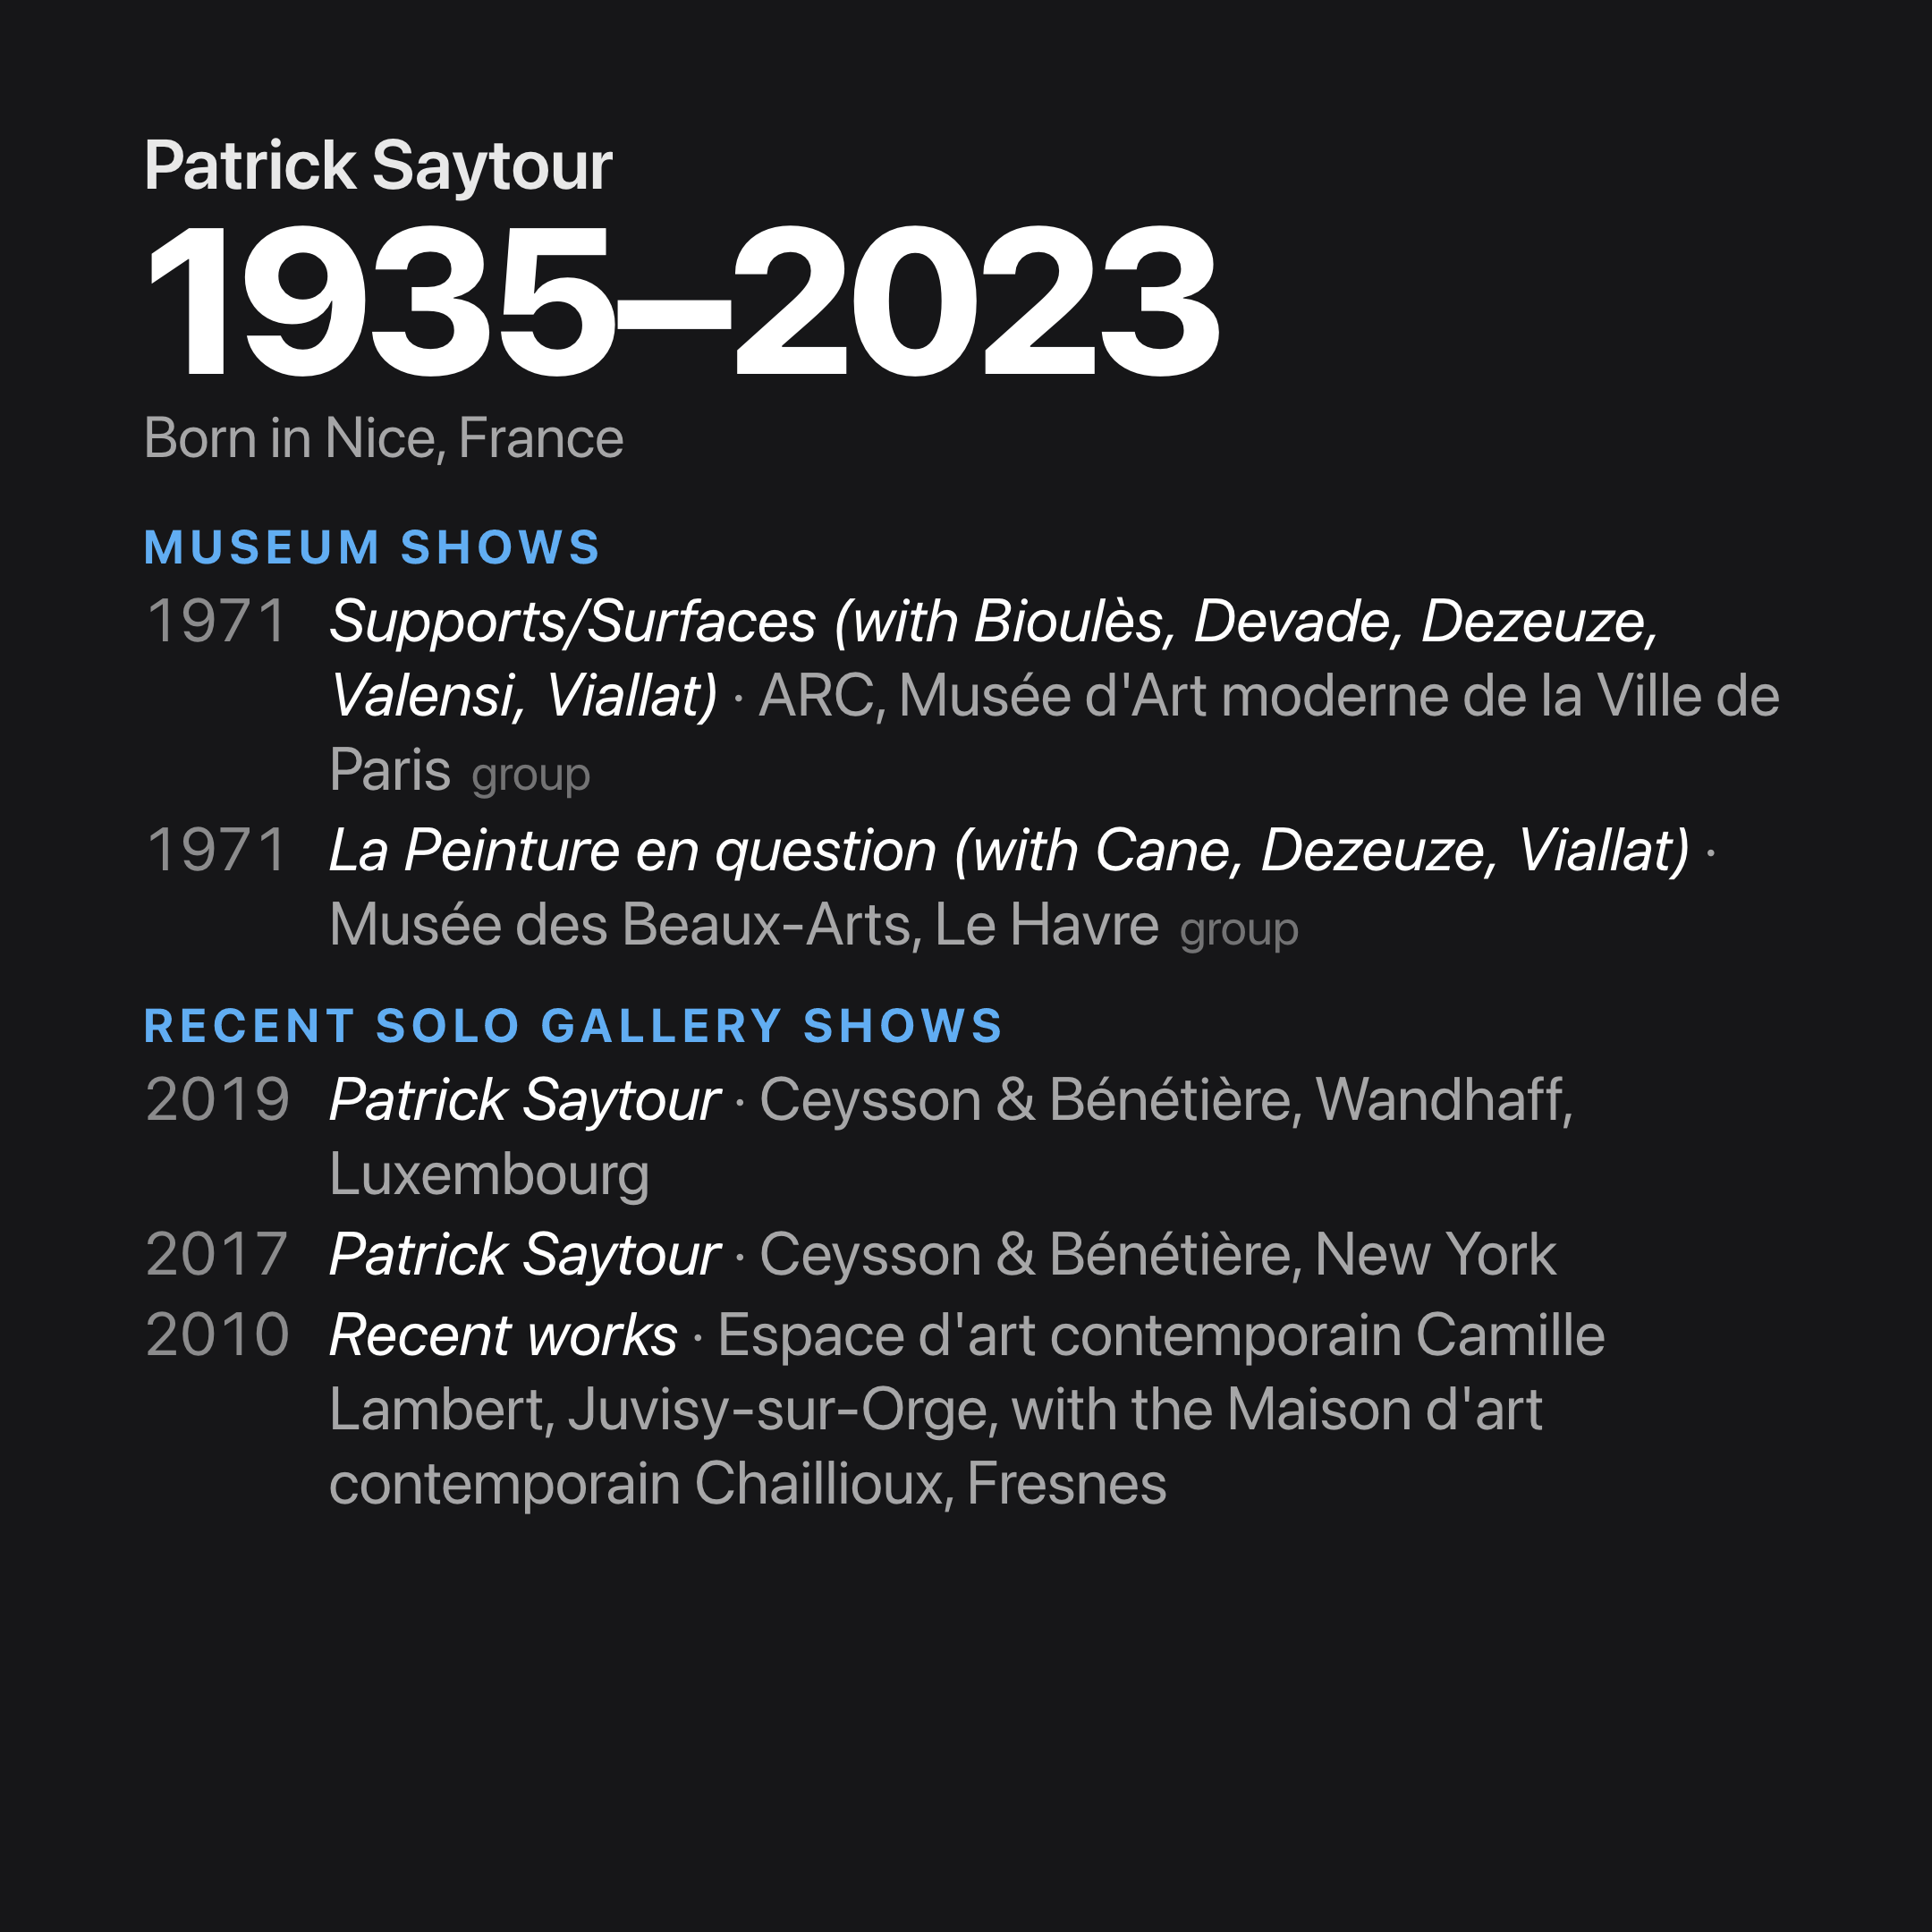 Patrick Saytour
1935–2023
Born in Nice, France
MUSEUM SHOWS
1971 Supports/Surfaces (with Bioulès, Devade, Dezeuze,
Valensi, Viallat) · ARC, Musée d'Art moderne de la Ville de
Paris group
1971 La Peinture en question (with Cane, Dezeuze, Viallat) ·
Musée des Beaux-Arts, Le Havre group
RECENT SOLO GALLERY SHOWS
2019 Patrick Saytour · Ceysson & Bénétière, Wandhaff,
Luxembourg
2017 Patrick Saytour · Ceysson & Bénétière, New York
2010 Recent works · Espace d'art contemporain Camille
Lambert, Juvisy-sur-Orge, with the Maison d'art
contemporain Chaillioux, Fresnes